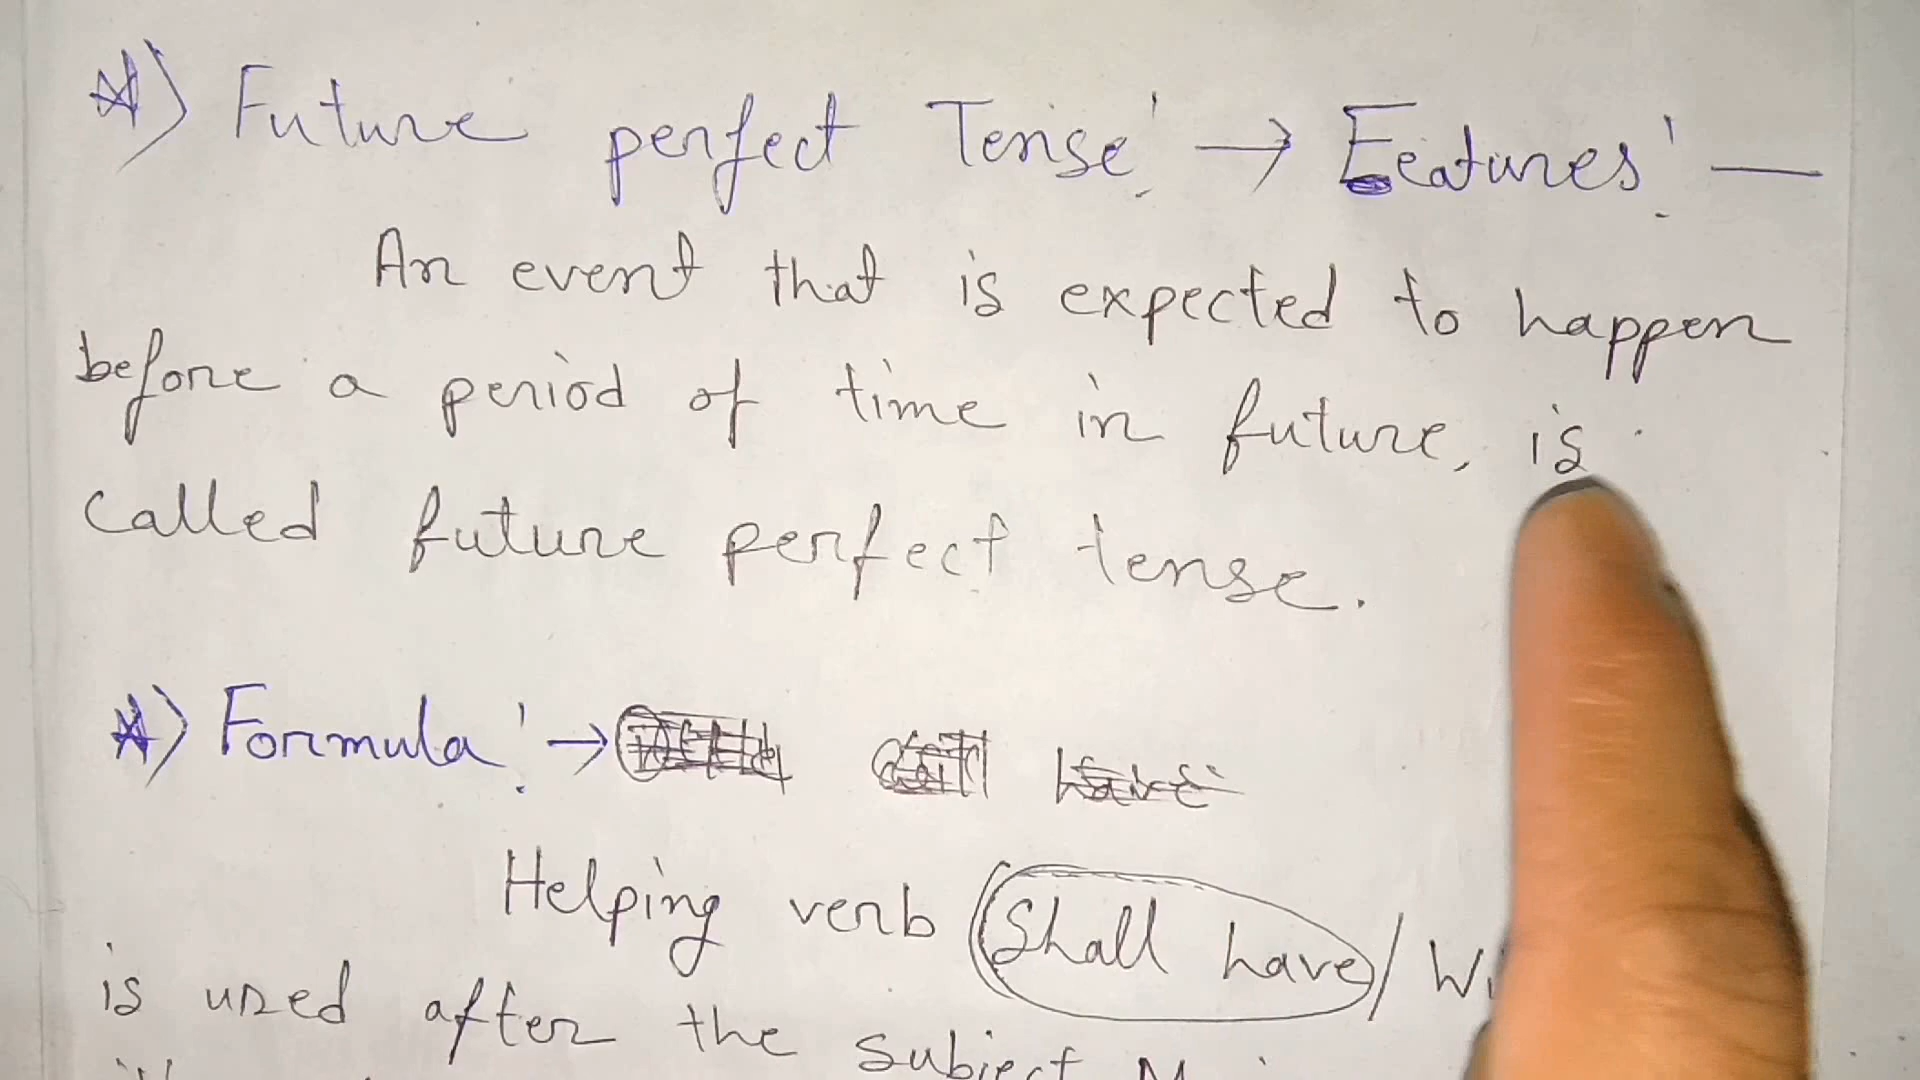 *) Future perfect Tense :→ Features :—
An event that is expected to happen
before a period of time in future, is
called future perfect tense.
*) Formula :→
Helping verb (Shall have)/
is used after the subject